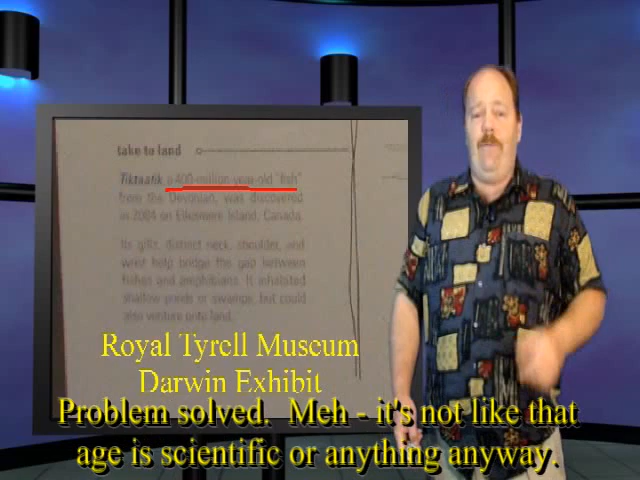 take to land
Tiktaalik a 400-million year-old "fish"
from the Devonian, was discovered
in 2004 on Ellesmere Island, Canada.
Its gills, distinct neck, shoulder, and
wrist help bridge the gap between
fishes and amphibians. It inhabited
shallow ponds or swamps, but could
also venture onto land.
Royal Tyrell Museum
Darwin Exhibit
Problem solved. Meh - it's not like that
age is scientific or anything anyway.